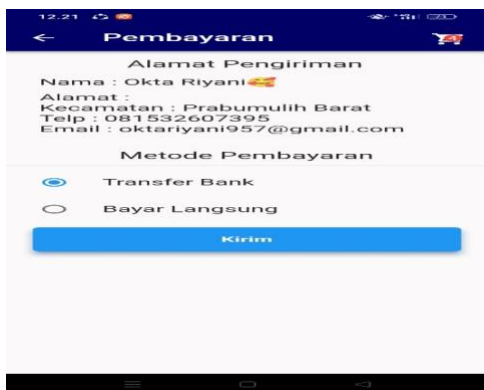 12.21
Pembayaran
Alamat Pengiriman
Nama : Okta Riyani🥰
Alamat :
Kecamatan : Prabumulih Barat
Telp : 081532607395
Email : oktariyani957@gmail.com
Metode Pembayaran
Transfer Bank
Bayar Langsung
Kirim